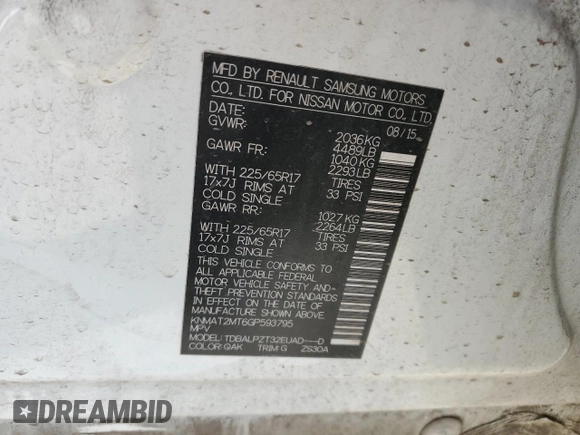 MFD BY RENAULT SAMSUNG MOTORS
CO., LTD. FOR NISSAN MOTOR CO., LTD.
DATE: 08/15
GVWR: 2036KG
4489LB
GAWR FR: 1040KG
2293LB
WITH 225/65R17 TIRES
17x7J RIMS AT 33 PSI
COLD SINGLE
GAWR RR: 1027KG
2264LB
WITH 225/65R17 TIRES
17x7J RIMS AT 33 PSI
COLD SINGLE
THIS VEHICLE CONFORMS TO
ALL APPLICABLE FEDERAL
MOTOR VEHICLE SAFETY AND
THEFT PREVENTION STANDARDS
IN EFFECT ON THE DATE OF
MANUFACTURE SHOWN ABOVE.
KNMAT2MT6GP593795
MPV
MODEL: TDBALPZT32EUAD---D
COLOR: QAK TRIM: G ZS30A
DREAMBID